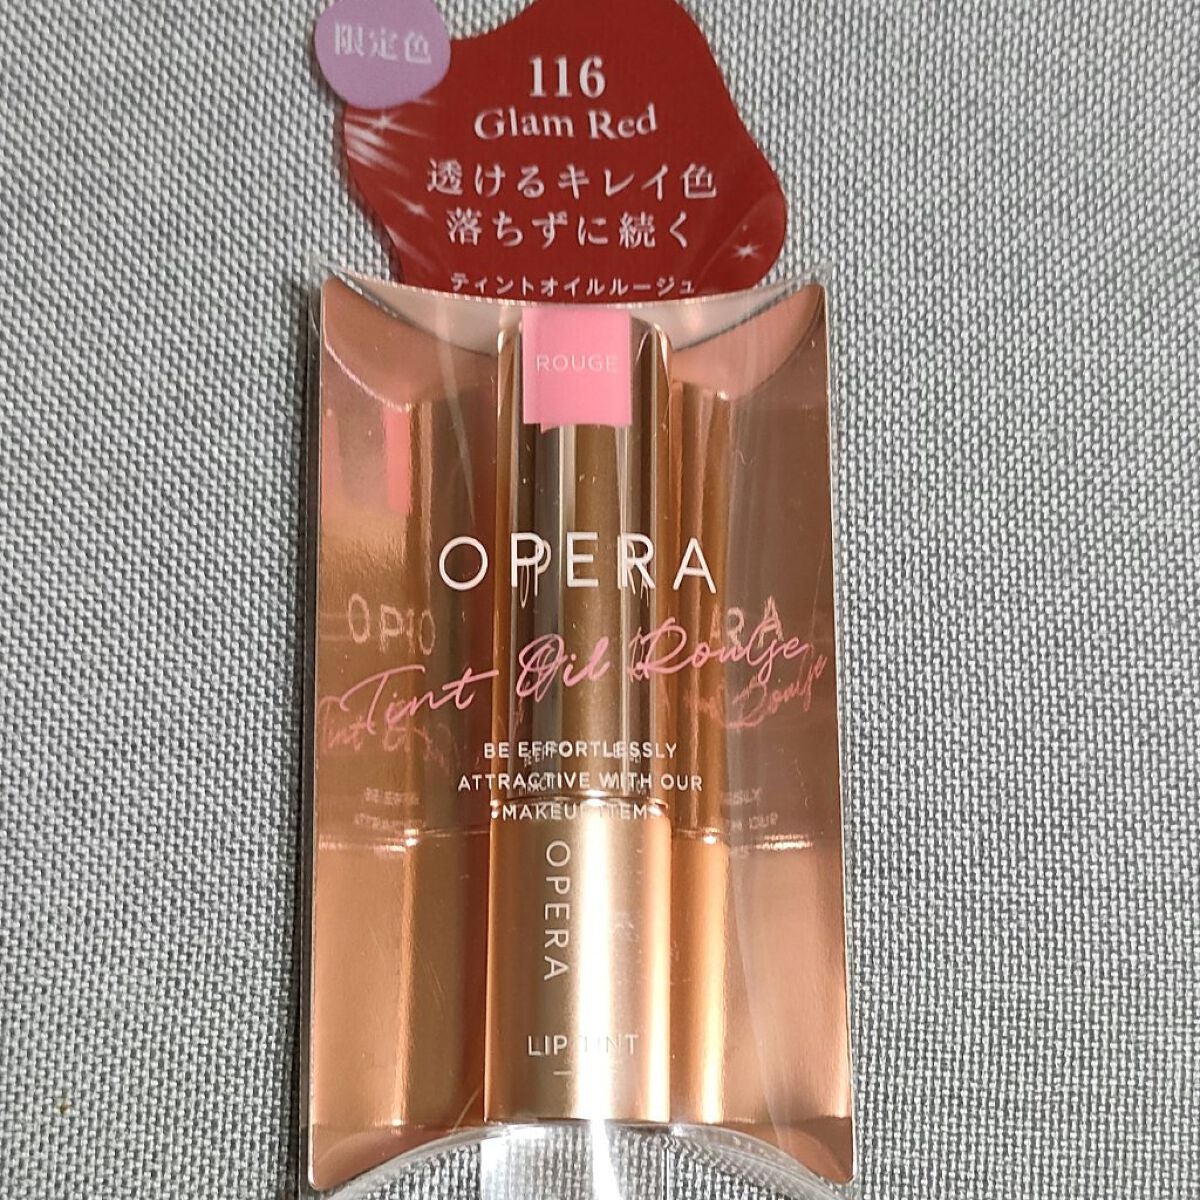 限定色
116
Glam Red
透けるキレイ色
落ちずに続く
ティントオイルルージュ
ROUGE
OPERA
Tint Oil Rouge
BE EFFORTLESSLY
ATTRACTIVE WITH OUR
MAKEUP ITEMS
OPERA
LIP TINT